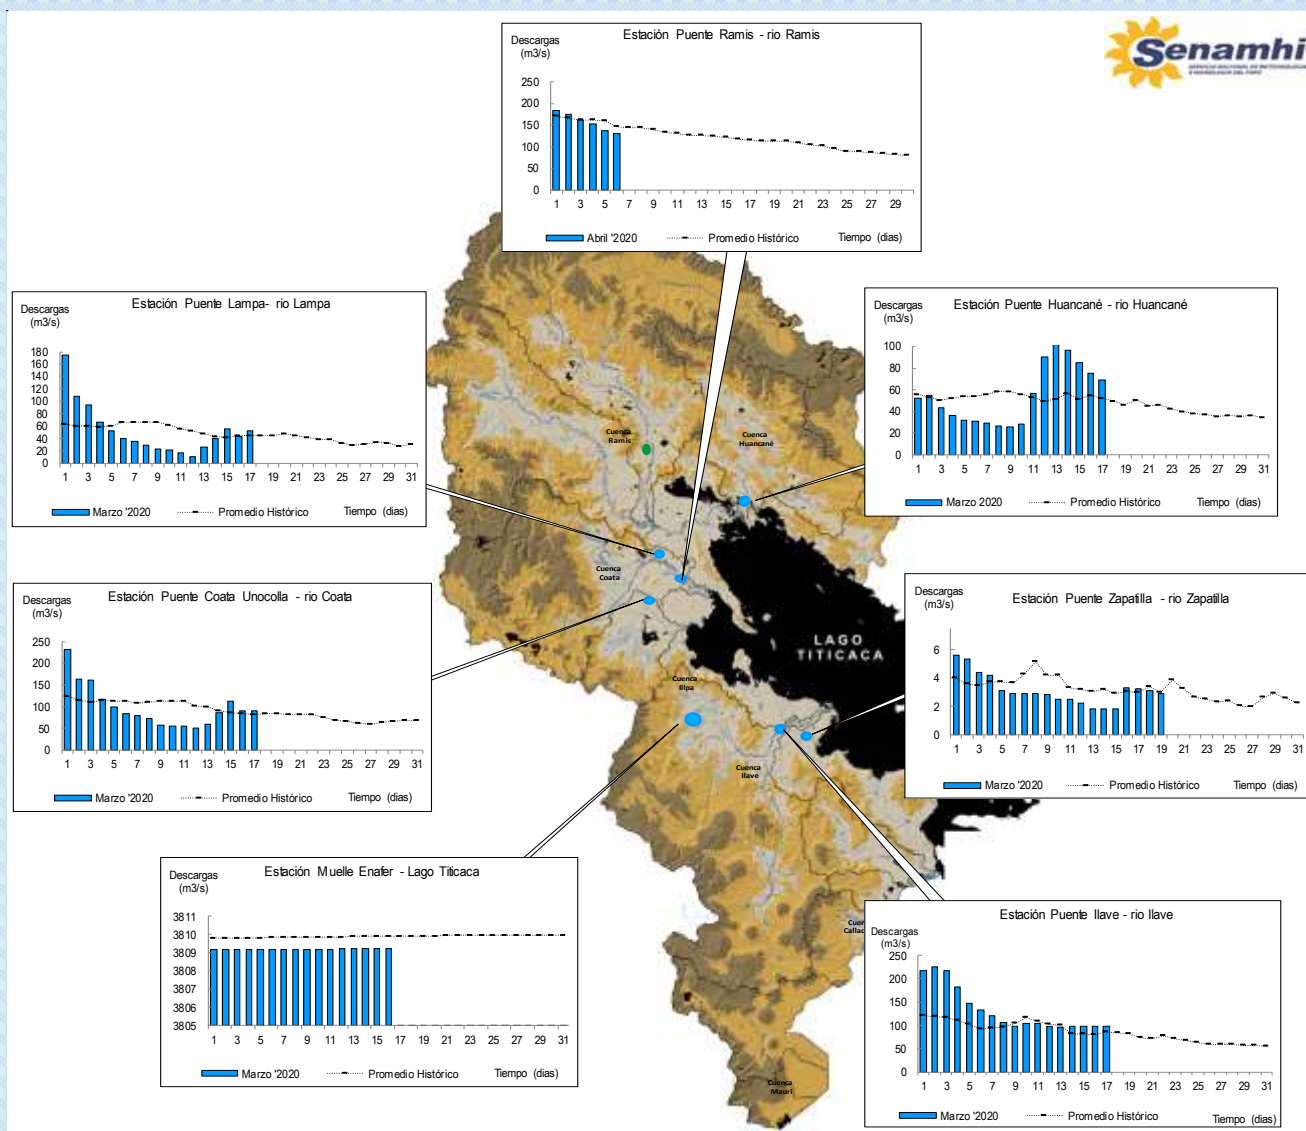 Senamhi
Estación Puente Ramis - rio Ramis
Descargas
(m3/s)
250
200
150
100
50
0
1 3 5 7 9 11 13 15 17 19 21 23 25 27 29
Abril '2020 Promedio Histórico Tiempo (dias)
Estación Puente Lampa- rio Lampa
Descargas
(m3/s)
180
160
140
120
100
80
60
40
20
0
1 3 5 7 9 11 13 15 17 19 21 23 25 27 29 31
Marzo '2020 Promedio Histórico Tiempo (dias)
Estación Puente Huancané - rio Huancané
Descargas
(m3/s)
100
80
60
40
20
0
1 3 5 7 9 11 13 15 17 19 21 23 25 27 29 31
Marzo 2020 Promedio Histórico Tiempo (dias)
Cuenca
Ramis
Cuenca
Huancané
Cuenca
Coata
LAGO
TITICACA
Cuenca
Illpa
Cuenca
Ilave
Cuenca
Mauri
Estación Puente Coata Unocolla - rio Coata
Descargas
(m3/s)
250
200
150
100
50
0
1 3 5 7 9 11 13 15 17 19 21 23 25 27 29 31
Marzo '2020 Promedio Histórico Tiempo (dias)
Estación Puente Zapatilla - rio Zapatilla
Descargas
(m3/s)
6
4
2
0
1 3 5 7 9 11 13 15 17 19 21 23 25 27 29 31
Marzo '2020 Promedio Histórico Tiempo (dias)
Estación Muelle Enafer - Lago Titicaca
Descargas
(m3/s)
3811
3810
3809
3808
3807
3806
3805
1 3 5 7 9 11 13 15 17 19 21 23 25 27 29 31
Marzo '2020 Promedio Histórico Tiempo (dias)
Estación Puente Ilave - rio Ilave
Descargas
(m3/s)
250
200
150
100
50
0
1 3 5 7 9 11 13 15 17 19 21 23 25 27 29 31
Marzo '2020 Promedio Histórico Tiempo (dias)